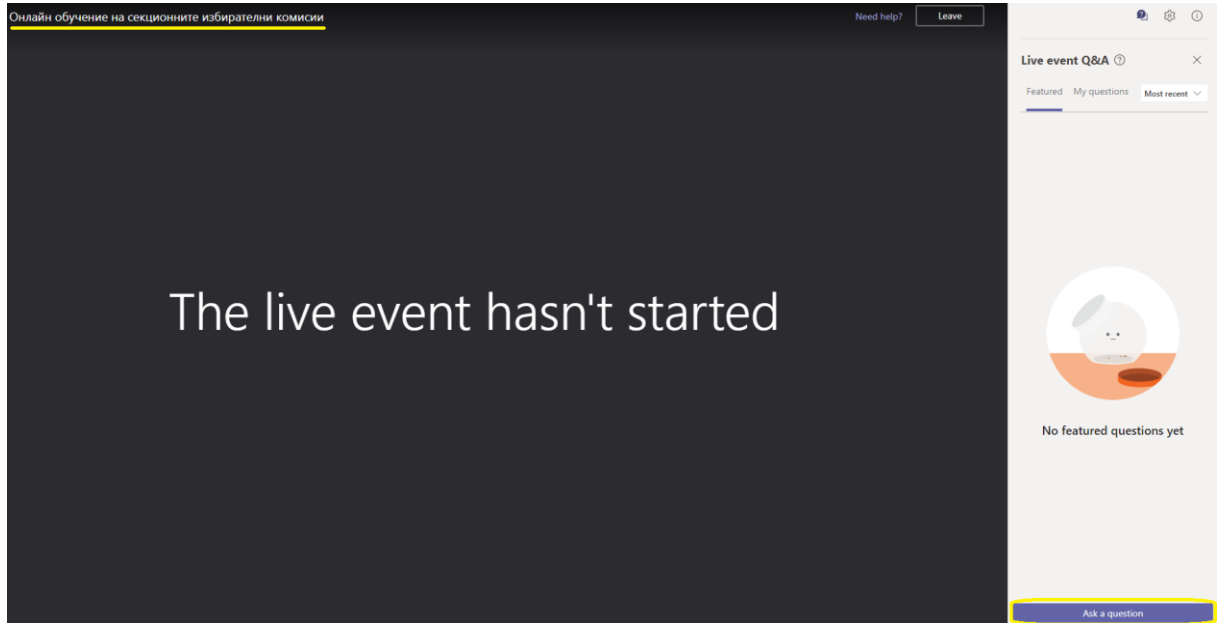 Онлайн обучение на секционните избирателни комисии
Need help?
Leave
The live event hasn't started
Live event Q&A
Featured
My questions
Most recent
No featured questions yet
Ask a question